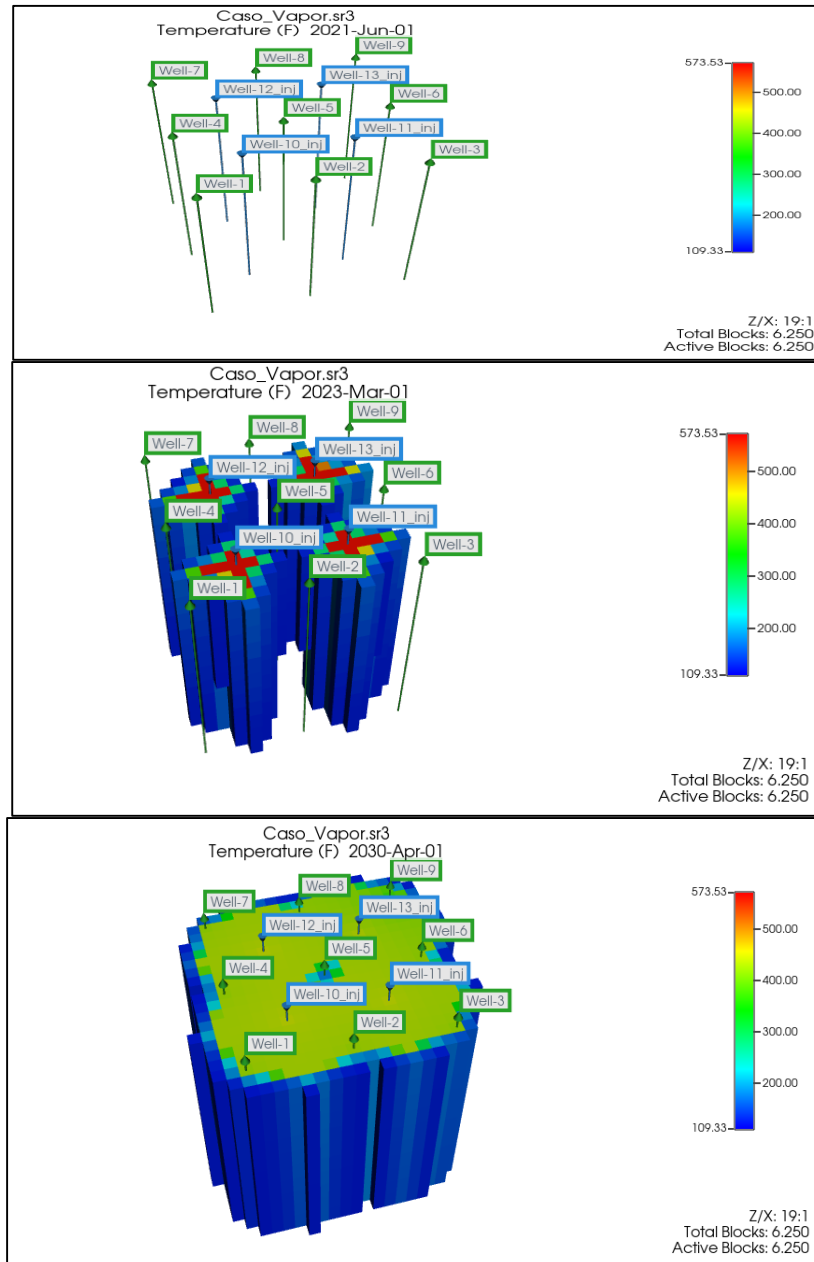 Caso_Vapor.sr3
Temperature (F) 2021-Jun-01
Well-9
Well-8
Well-7
Well-13_inj
Well-12_inj
Well-6
Well-5
Well-4
Well-11_inj
Well-10_inj
Well-3
Well-2
Well-1
573.53
500.00
400.00
300.00
200.00
109.33
Z/X: 19:1
Total Blocks: 6.250
Active Blocks: 6.250
Caso_Vapor.sr3
Temperature (F) 2023-Mar-01
Well-9
Well-8
Well-7
Well-13_inj
Well-12_inj
Well-6
Well-5
Well-4
Well-11_inj
Well-10_inj
Well-3
Well-2
Well-1
573.53
500.00
400.00
300.00
200.00
109.33
Z/X: 19:1
Total Blocks: 6.250
Active Blocks: 6.250
Caso_Vapor.sr3
Temperature (F) 2030-Apr-01
Well-9
Well-8
Well-7
Well-13_inj
Well-12_inj
Well-6
Well-5
Well-4
Well-11_inj
Well-10_inj
Well-3
Well-2
Well-1
573.53
500.00
400.00
300.00
200.00
109.33
Z/X: 19:1
Total Blocks: 6.250
Active Blocks: 6.250